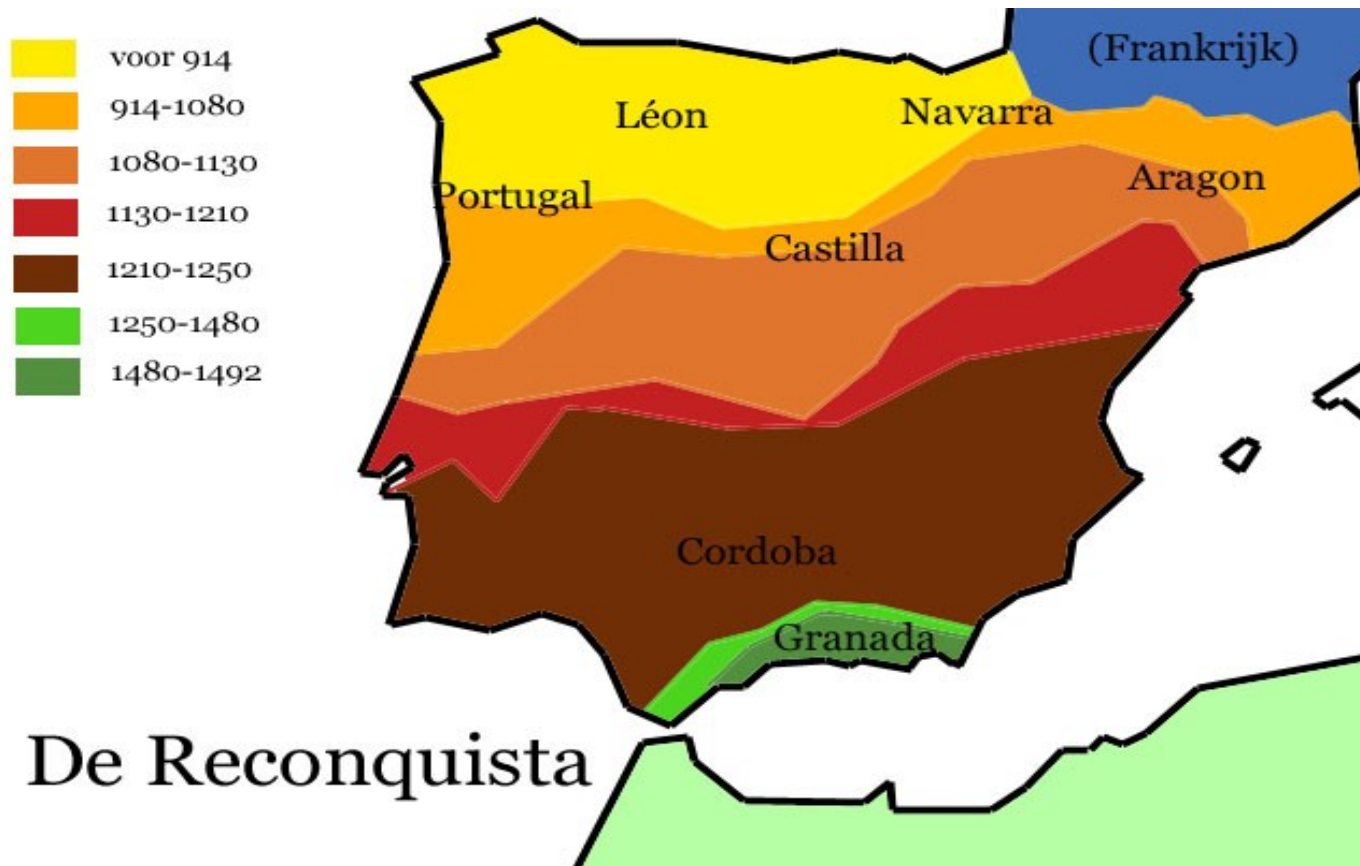 voor 914
914-1080
1080-1130
1130-1210
1210-1250
1250-1480
1480-1492
(Frankrijk)
Léon
Navarra
Portugal
Aragon
Castilla
Cordoba
Granada
De Reconquista